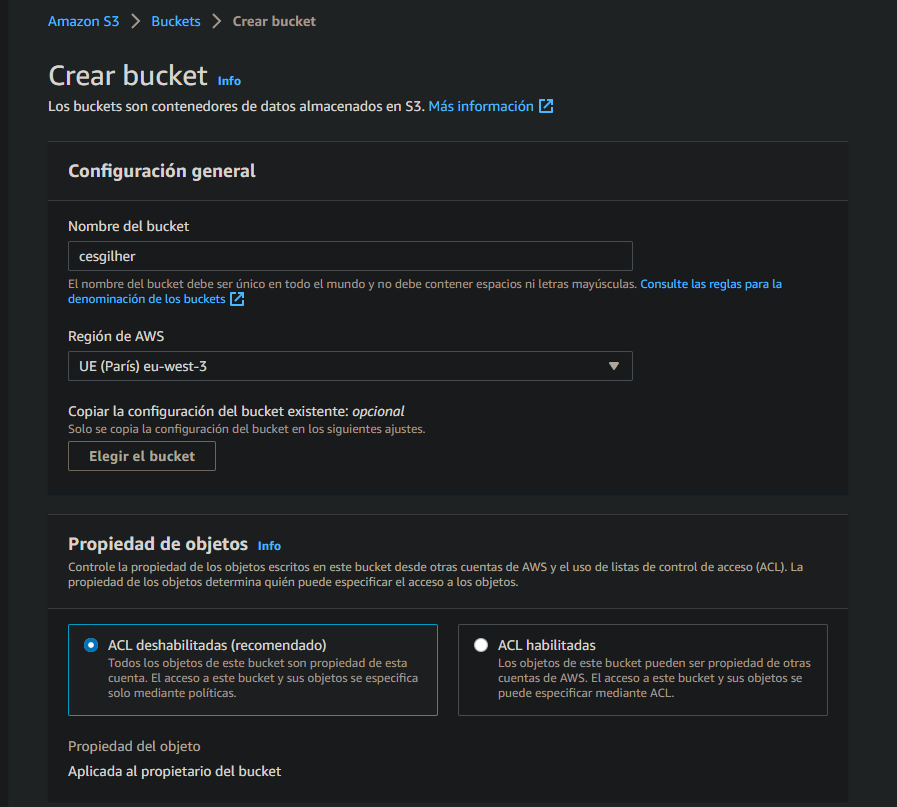 Amazon S3 > Buckets > Crear bucket
Crear bucket Info
Los buckets son contenedores de datos almacenados en S3. Más información
Configuración general
Nombre del bucket
cesgilher
El nombre del bucket debe ser único en todo el mundo y no debe contener espacios ni letras mayúsculas. Consulte las reglas para la
denominación de los buckets
Región de AWS
UE (París) eu-west-3
Copiar la configuración del bucket existente: opcional
Solo se copia la configuración del bucket en los siguientes ajustes.
Elegir el bucket
Propiedad de objetos Info
Controle la propiedad de los objetos escritos en este bucket desde otras cuentas de AWS y el uso de listas de control de acceso (ACL). La
propiedad de los objetos determina quién puede especificar el acceso a los objetos.
ACL deshabilitadas (recomendado)
Todos los objetos de este bucket son propiedad de esta
cuenta. El acceso a este bucket y sus objetos se especifica
solo mediante políticas.
ACL habilitadas
Los objetos de este bucket pueden ser propiedad de otras
cuentas de AWS. El acceso a este bucket y sus objetos se
puede especificar mediante ACL.
Propiedad del objeto
Aplicada al propietario del bucket